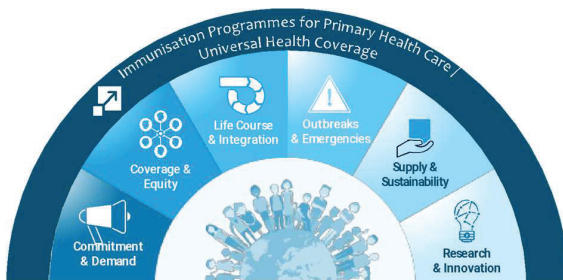 Immunisation Programmes for Primary Health Care /
Universal Health Coverage
Commitment
& Demand
Coverage &
Equity
Life Course
& Integration
Outbreaks
& Emergencies
Supply &
Sustainability
Research
& Innovation